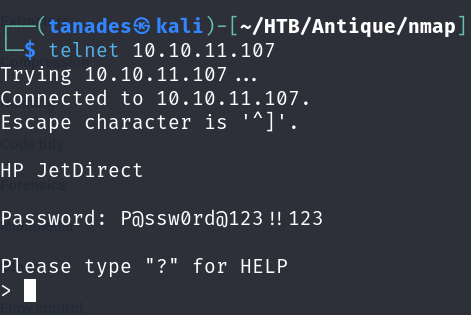 ┌──(tanades㉿kali)-[~/HTB/Antique/nmap]
└─$ telnet 10.10.11.107
Trying 10.10.11.107...
Connected to 10.10.11.107.
Escape character is '^]'.
HP JetDirect
Password: P@ssw0rd@123!!123
Please type "?" for HELP
>